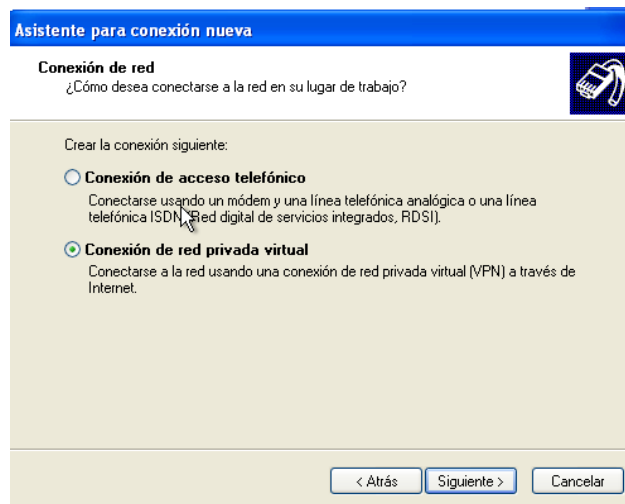 Asistente para conexión nueva
Conexión de red
¿Cómo desea conectarse a la red en su lugar de trabajo?
Crear la conexión siguiente:
Conexión de acceso telefónico
Conectarse usando un módem y una línea telefónica analógica o una línea
telefónica ISDN (Red digital de servicios integrados, RDSI).
Conexión de red privada virtual
Conectarse a la red usando una conexión de red privada virtual (VPN) a través de
Internet.
< Atrás
Siguiente >
Cancelar